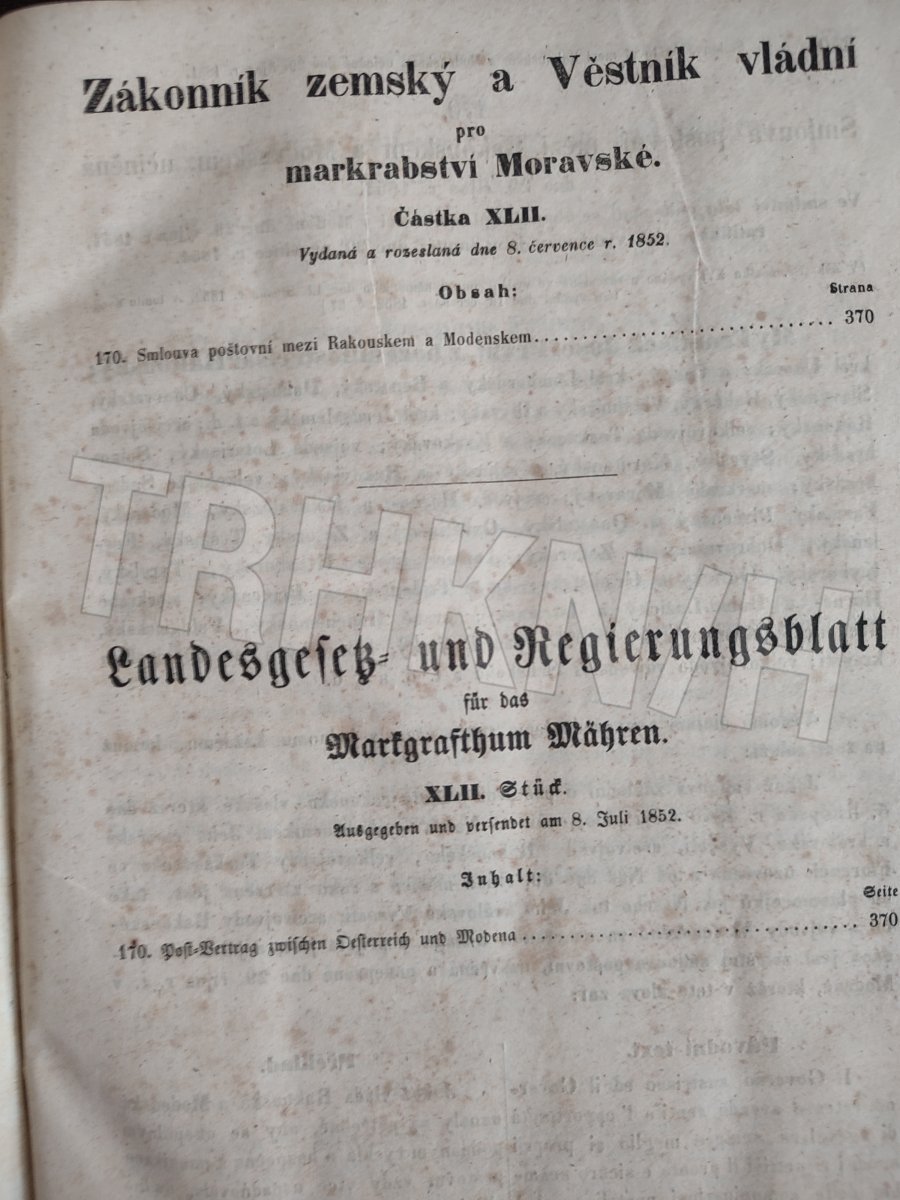 Zákonník zemský a Věstník vládní
pro
markrabství Moravské.
Částka XLII.
Vydaná a rozeslaná dne 8. července r. 1852.
Obsah:
Strana
170. Smlouva poštovní mezi Rakouskem a Modenskem........................................ 370
TRHKNIH
Landesgesetz- und Regierungsblatt
für das
Markgrafthum Mähren.
XLII. Stück.
Ausgegeben und versendet am 8. Juli 1852.
Inhalt:
Seite
170. Post-Vertrag zwischen Oesterreich und Modena........................................ 370